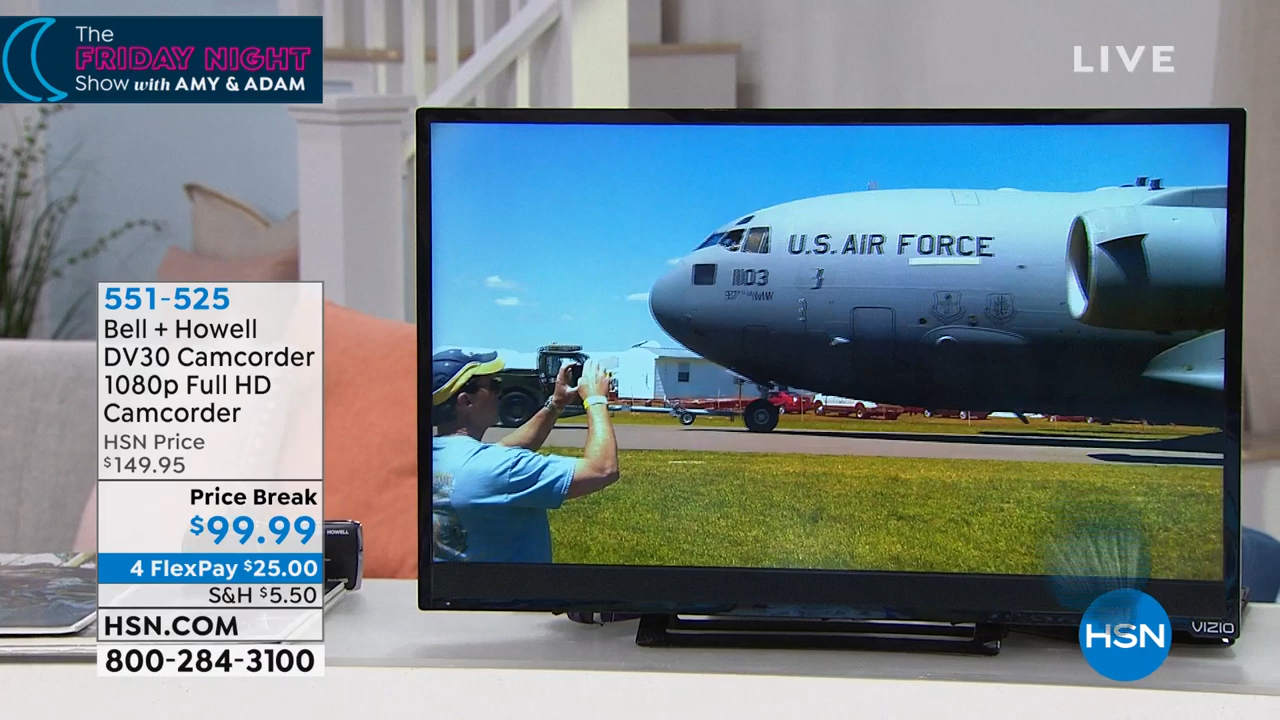 The
FRIDAY NIGHT
Show with AMY & ADAM
LIVE
U.S. AIR FORCE
1103
551-525
Bell + Howell
DV30 Camcorder
1080p Full HD
Camcorder
HSN Price
$149.95
Price Break
$99.99
HOWELL
4 FlexPay $25.00
S&H $5.50
HSN.COM
800-284-3100
HSN
VIZIO